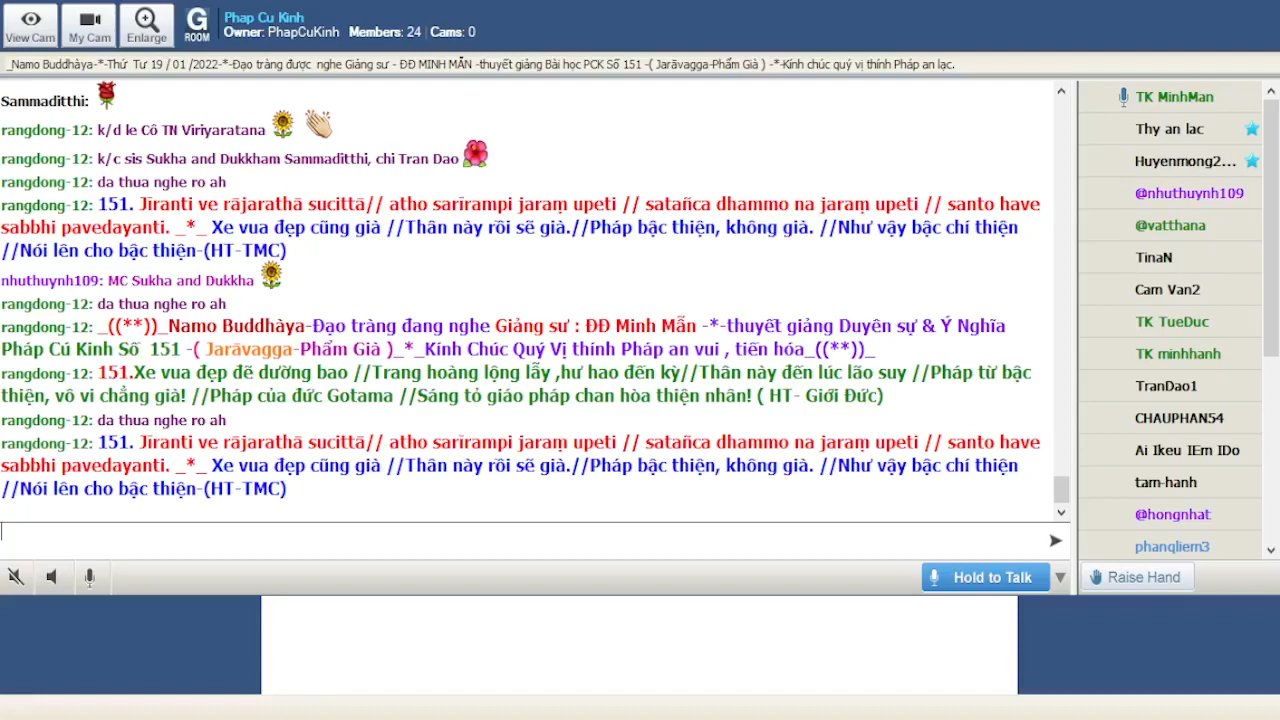 View Cam
My Cam
Enlarge
G
ROOM
Phap Cu Kinh
Owner: PhapCuKinh Members: 24 Cams: 0
_Namo Buddhàya-*-Thứ Tư 19 / 01 /2022-*-Đạo tràng được nghe Giảng sư - ĐĐ MINH MẪN -thuyết giảng Bài học PCK Số 151 -( Jarāvagga-Phẩm Già ) -*-Kính chúc quý vị thính Pháp an lạc.
Sammadìtthi:
rangdong-12: k/d le Cô TN Viriyaratana
rangdong-12: k/c sis Sukha and Dukkham Sammadìtthi, chi Tran Dao
rangdong-12: da thua nghe ro ah
rangdong-12: 151. Jīranti ve rājarathā sucittā// atho sarīrampi jaraṃ upeti // satañca dhammo na jaraṃ upeti // santo have
sabbhi pavedayanti. _*_ Xe vua đẹp cũng già //Thân này rồi sẽ già.//Pháp bậc thiện, không già. //Như vậy bậc chí thiện
//Nói lên cho bậc thiện-(HT-TMC)
nhuthuynh109: MC Sukha and Dukkha
rangdong-12: da thua nghe ro ah
rangdong-12: _((**))_Namo Buddhàya-Đạo tràng đang nghe Giảng sư : ĐĐ Minh Mẫn -*-thuyết giảng Duyên sự & Ý Nghĩa
Pháp Cú Kinh Số 151 -( Jarāvagga-Phẩm Già )_*_Kính Chúc Quý Vị thính Pháp an vui , tiến hóa_((**))_
rangdong-12: 151.Xe vua đẹp đẽ dường bao //Trang hoàng lộng lẫy ,hư hao đến kỳ//Thân này đến lúc lão suy //Pháp từ bậc
thiện, vô vi chẳng già! //Pháp của đức Gotama //Sáng tỏ giáo pháp chan hòa thiện nhân! ( HT- Giới Đức)
rangdong-12: da thua nghe ro ah
rangdong-12: 151. Jīranti ve rājarathā sucittā// atho sarīrampi jaraṃ upeti // satañca dhammo na jaraṃ upeti // santo have
sabbhi pavedayanti. _*_ Xe vua đẹp cũng già //Thân này rồi sẽ già.//Pháp bậc thiện, không già. //Như vậy bậc chí thiện
//Nói lên cho bậc thiện-(HT-TMC)
Hold to Talk
TK MinhMan
Thy an lac
Huyenmong2...
@nhuthuynh109
@vatthana
TinaN
Cam Van2
TK TueDuc
TK minhhanh
TranDao1
CHAUPHAN54
Ai Ikeu IEm IDo
tam-hanh
@hongnhat
phanqliem3
Raise Hand